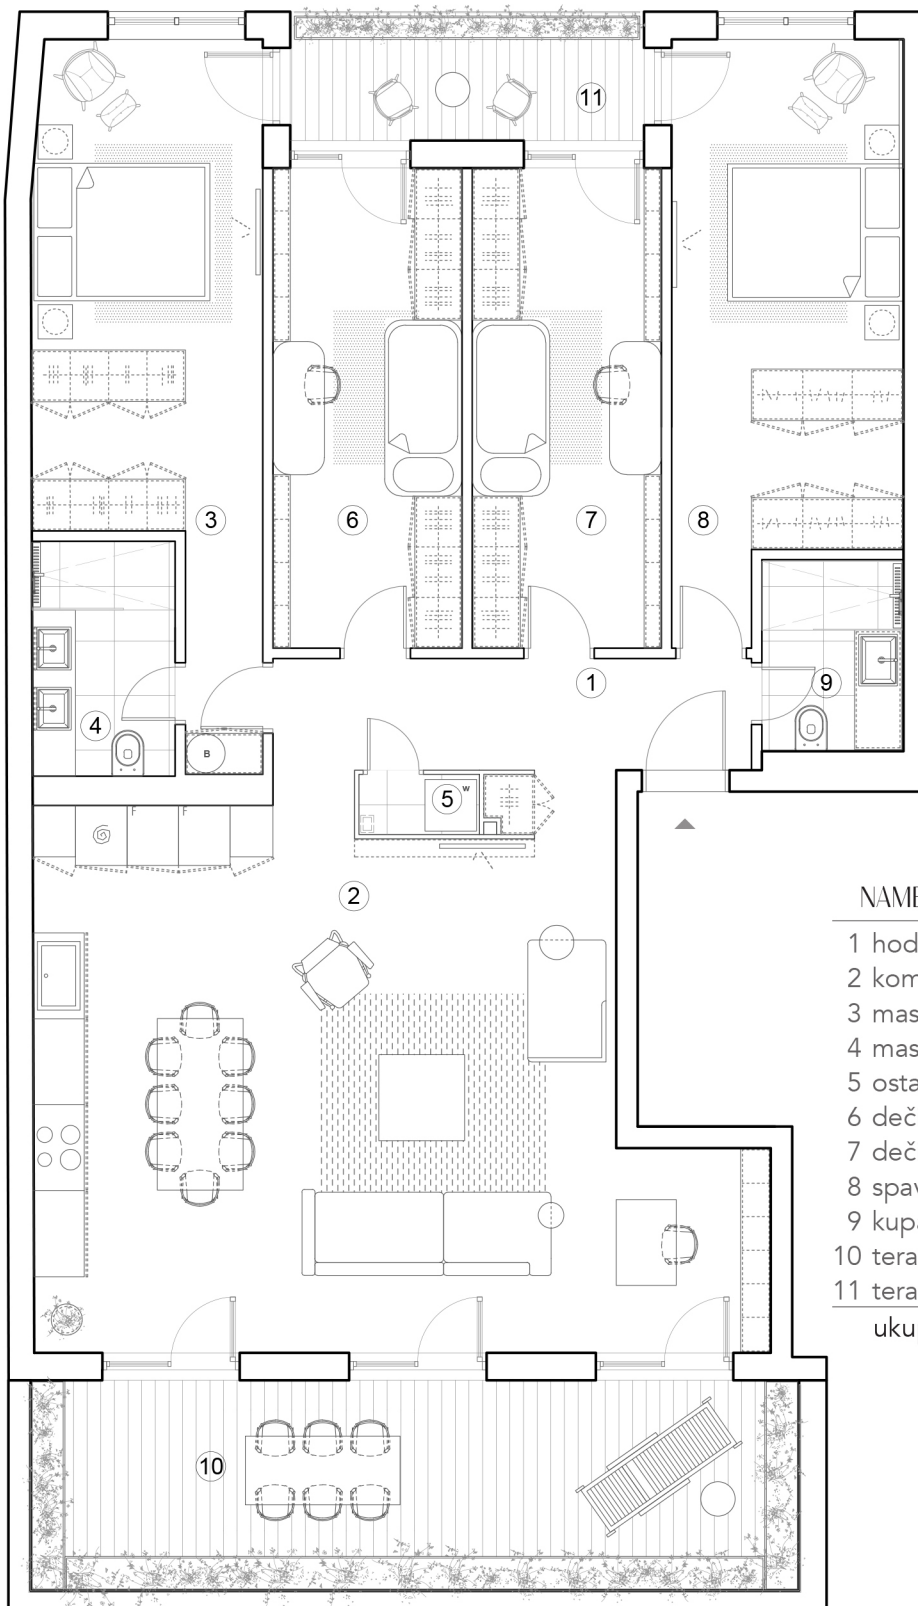 11
3
6
7
8
1
9
4
B
5
W
F
F
2
10
NAME
1 hod
2 kom
3 mas
4 mas
5 osta
6 deč
7 deč
8 spav
9 kupa
10 tera
11 tera
uku